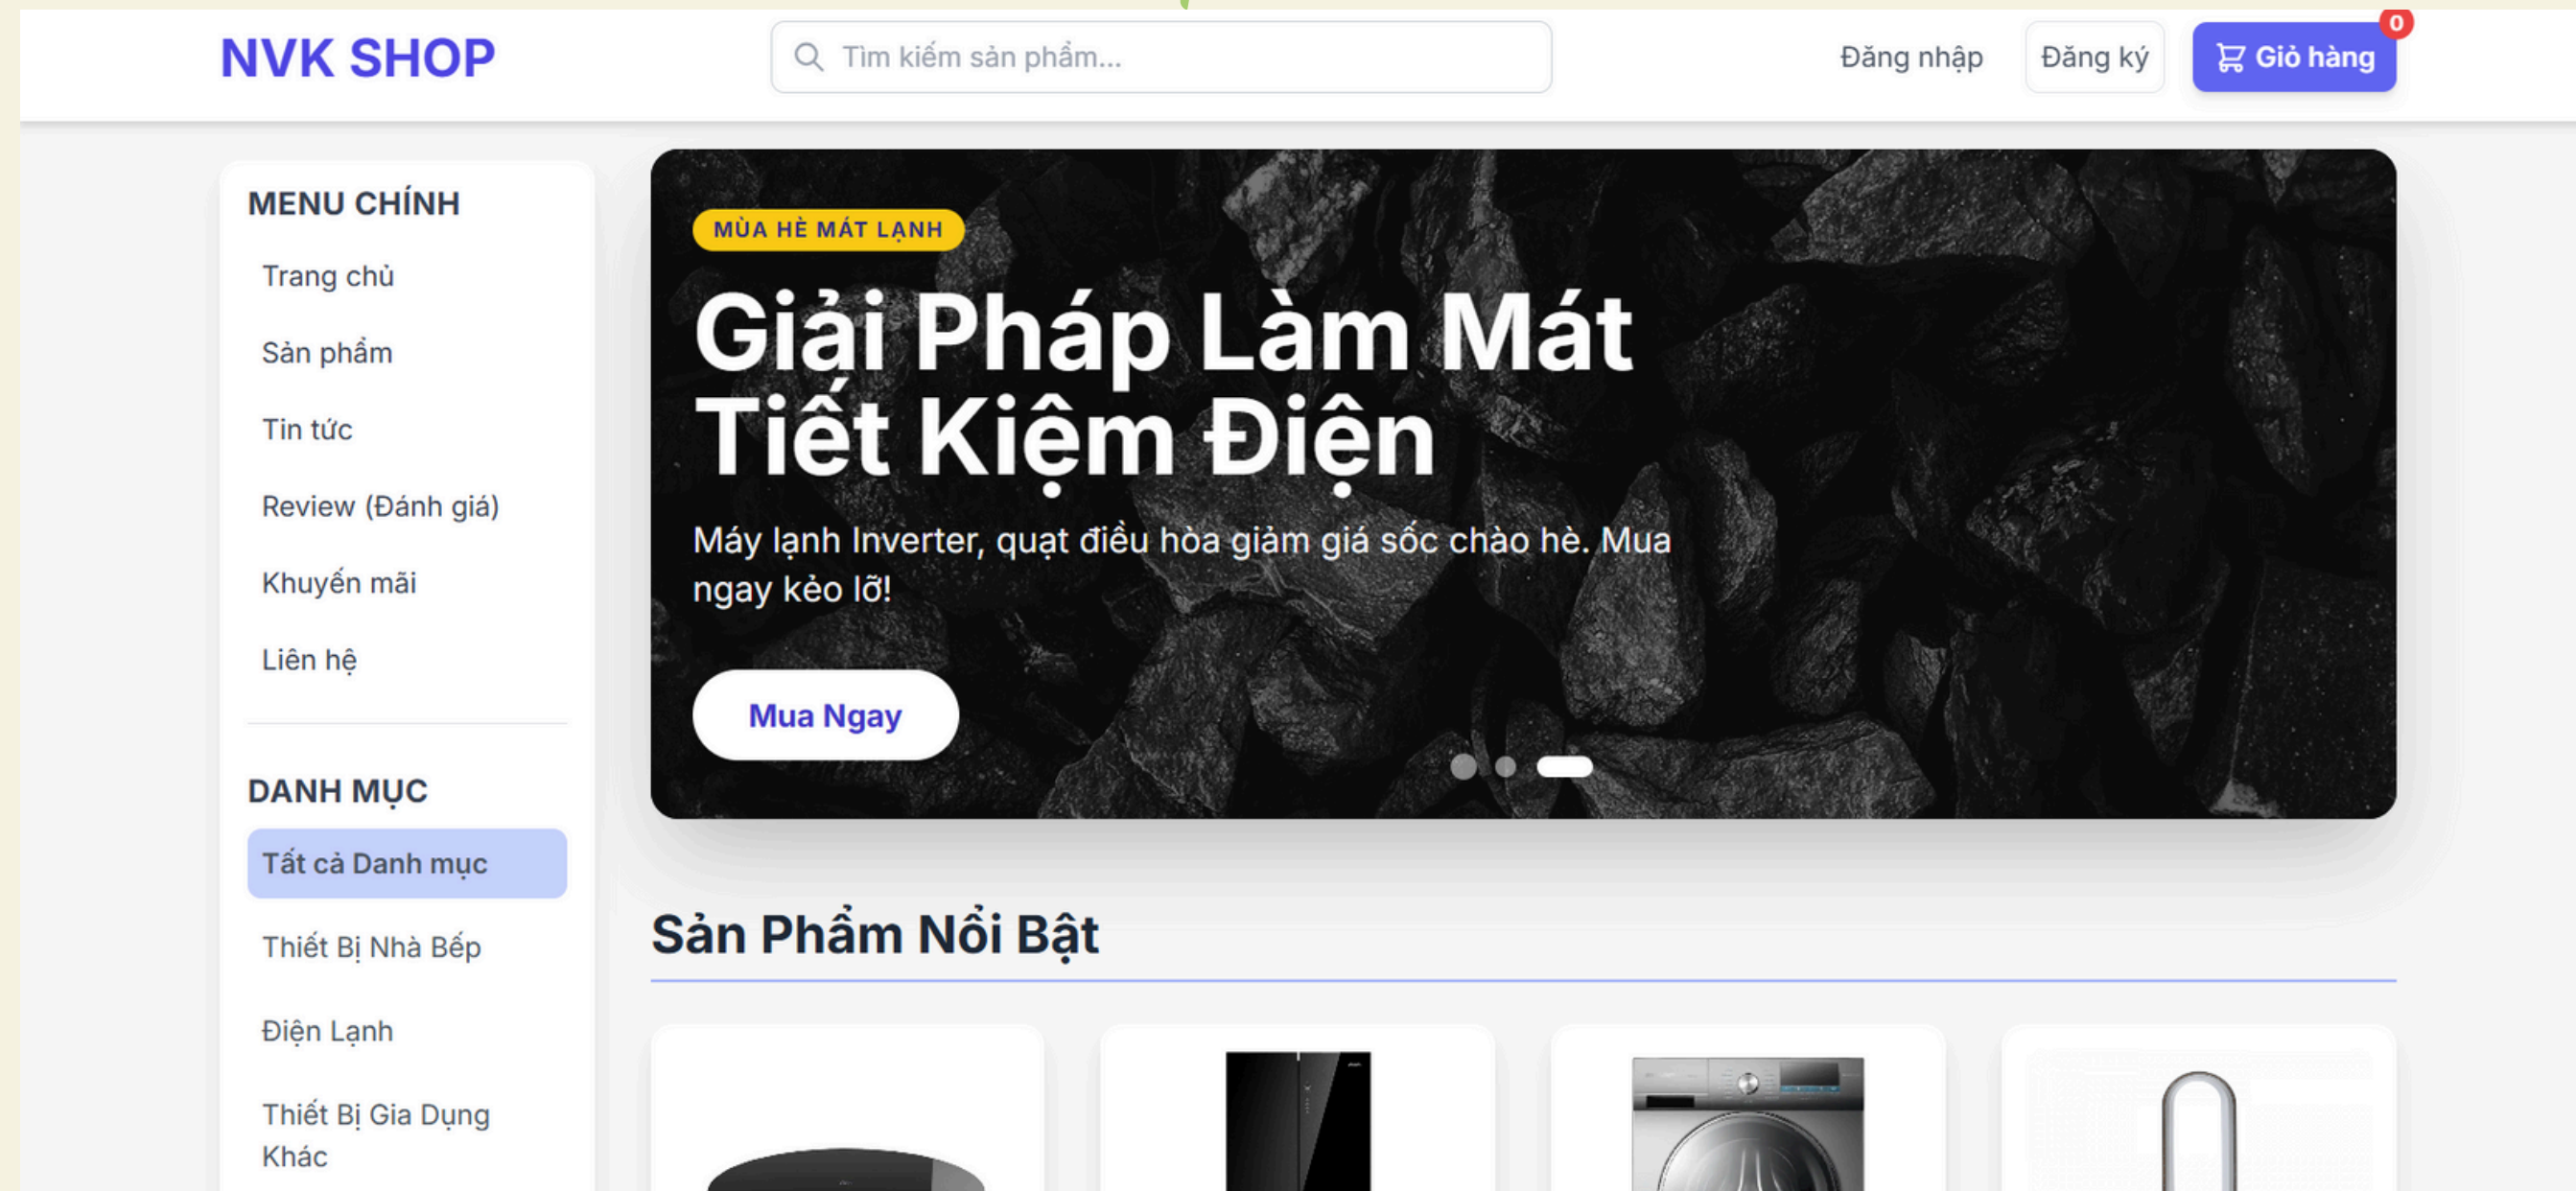 NVK SHOP
Tìm kiếm sản phẩm...
Đăng nhập
Đăng ký
Giỏ hàng
0
MENU CHÍNH
Trang chủ
Sản phẩm
Tin tức
Review (Đánh giá)
Khuyến mãi
Liên hệ
DANH MỤC
Tất cả Danh mục
Thiết Bị Nhà Bếp
Điện Lạnh
Thiết Bị Gia Dụng
Khác
MÙA HÈ MÁT LẠNH
Giải Pháp Làm Mát
Tiết Kiệm Điện
Máy lạnh Inverter, quạt điều hòa giảm giá sốc chào hè. Mua
ngay kẻo lỡ!
Mua Ngay
Sản Phẩm Nổi Bật